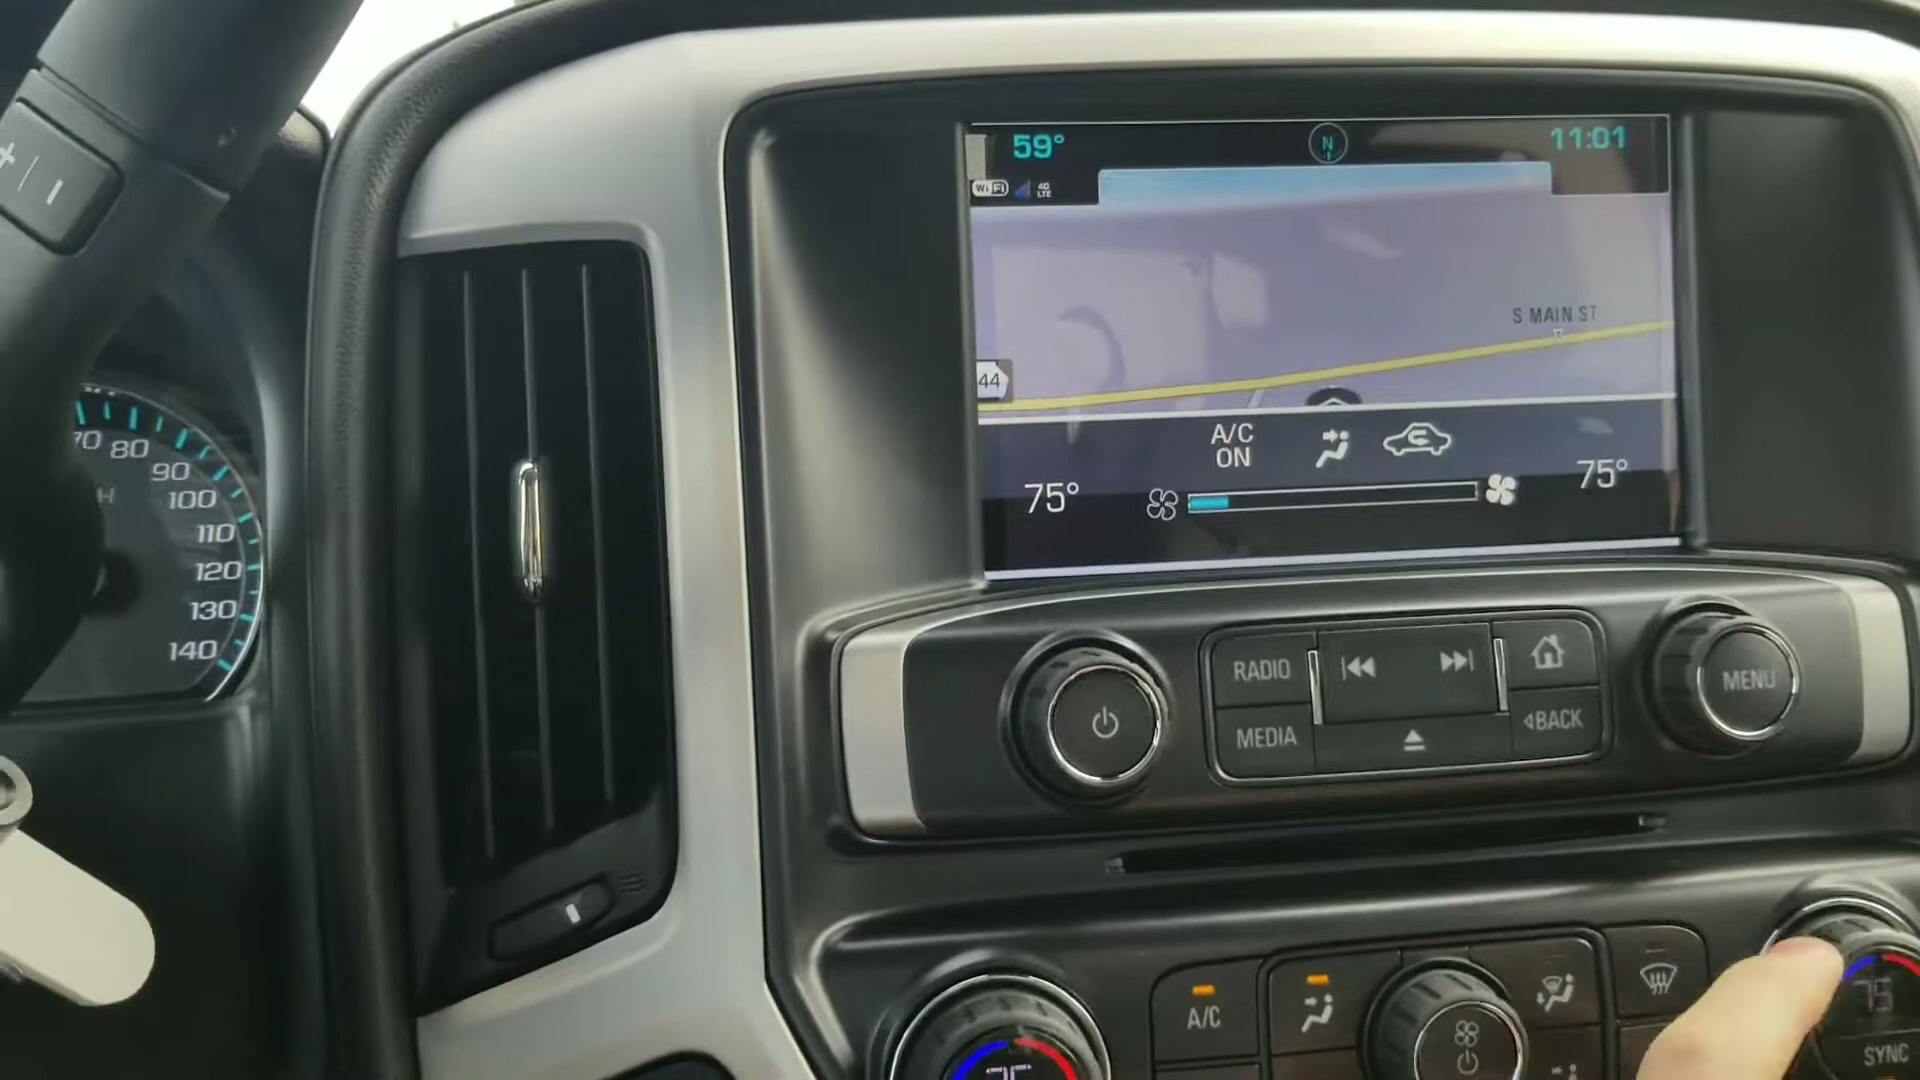 59°
N
11:01
WiFi
4G
LTE
S MAIN ST
44
A/C
ON
75°
75°
70
80
90
100
110
120
130
140
RADIO
MEDIA
BACK
MENU
A/C
SYNC